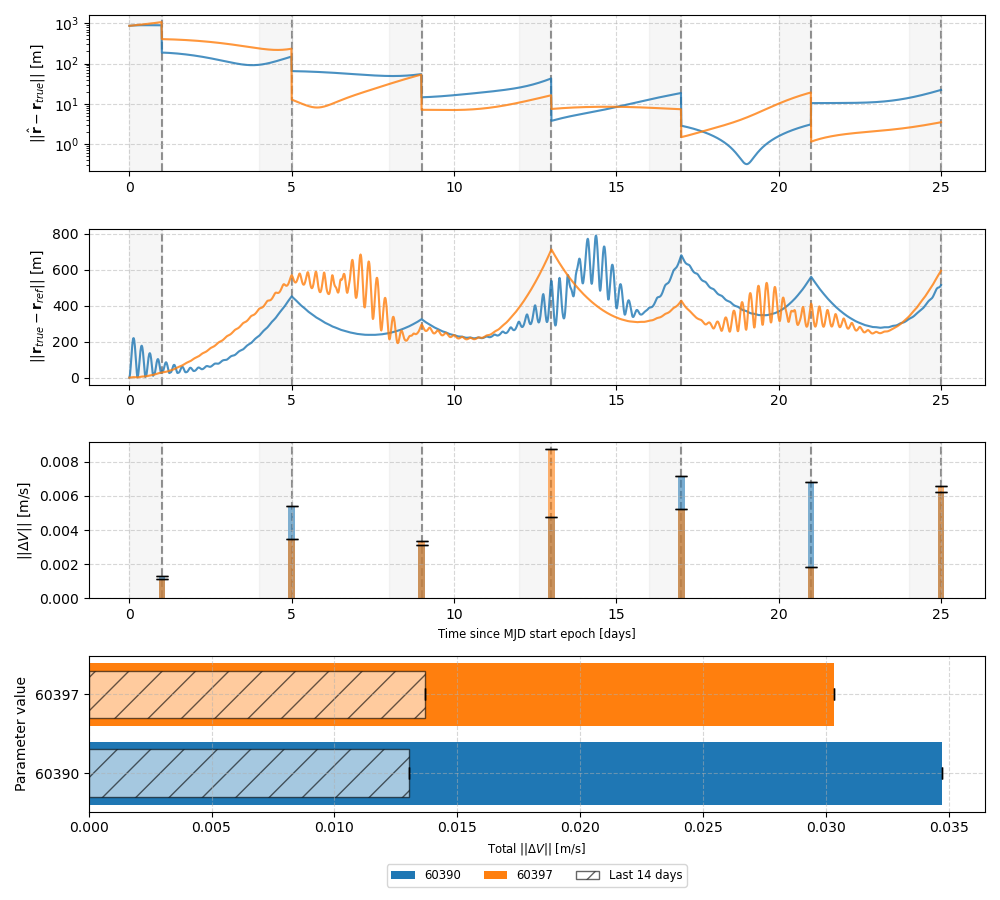 ||r̂ − r_true|| [m]
10³
10²
10¹
10⁰
0 5 10 15 20 25
||r_true − r_ref|| [m]
800
600
400
200
0
0 5 10 15 20 25
||ΔV|| [m/s]
0.008
0.006
0.004
0.002
0.000
0 5 10 15 20 25
Time since MJD start epoch [days]
Parameter value
60397
60390
0.000 0.005 0.010 0.015 0.020 0.025 0.030 0.035
Total ||ΔV|| [m/s]
60390 60397 Last 14 days